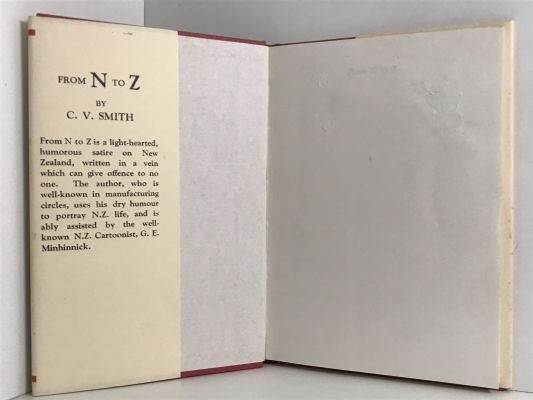 FROM N TO Z
BY
C. V. SMITH
From N to Z is a light-hearted,
humorous satire on New
Zealand, written in a vein
which can give offence to no
one. The author, who is
well-known in manufacturing
circles, uses his dry humour
to portray N.Z. life, and is
ably assisted by the well-
known N.Z. Cartoonist, G. E.
Minhinnick.